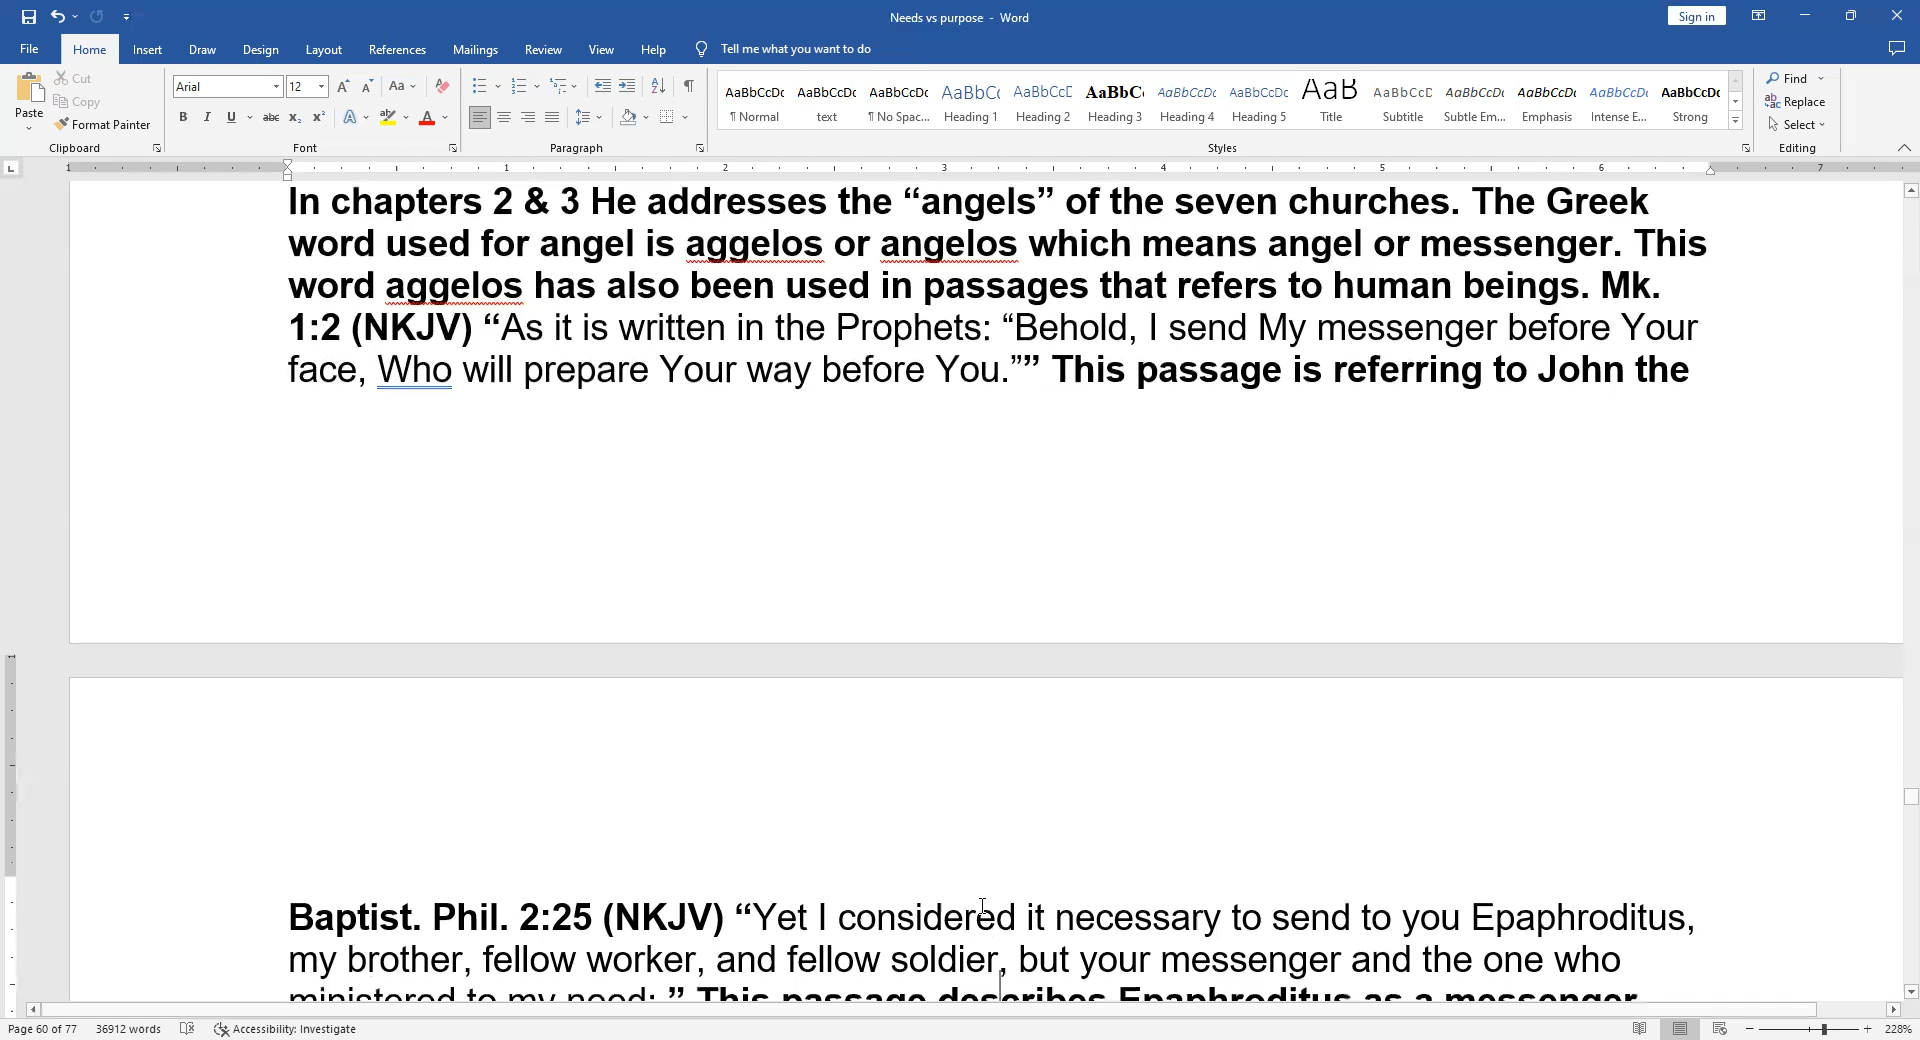 Needs vs purpose - Word
Sign in
File Home Insert Draw Design Layout References Mailings Review View Help Tell me what you want to do
Paste
Cut
Copy
Format Painter
Clipboard
Arial 12
Font
Paragraph
AaBbCcDc AaBbCcDc AaBbCcDc AaBbCc AaBbCcD AaBbC AaBbCcDc AaBbCcDc AaB AaBbCcD AaBbCcDc AaBbCcDc AaBbCcDc AaBbCcDc
¶ Normal text ¶ No Spac... Heading 1 Heading 2 Heading 3 Heading 4 Heading 5 Title Subtitle Subtle Em... Emphasis Intense E... Strong
Styles
Find
Replace
Select
Editing
1 1 2 3 4 5 6 7
In chapters 2 & 3 He addresses the “angels” of the seven churches. The Greek
word used for angel is aggelos or angelos which means angel or messenger. This
word aggelos has also been used in passages that refers to human beings. Mk.
1:2 (NKJV) “As it is written in the Prophets: “Behold, I send My messenger before Your
face, Who will prepare Your way before You.”” This passage is referring to John the
Baptist. Phil. 2:25 (NKJV) “Yet I considered it necessary to send to you Epaphroditus,
my brother, fellow worker, and fellow soldier, but your messenger and the one who
ministered to my need; ” This passage describes Epaphroditus as a messenger
Page 60 of 77 36912 words Accessibility: Investigate 228%